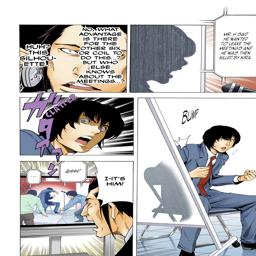 MR. H SAID
HE WANTED
TO LEAVE THE
MEETINGS AND
HE WAS THEN
KILLED BY KIRA.
NO, WHAT
ADVANTAGE
IS THERE
FOR THE
OTHER SIX
TO DO
THIS..?
BUT WHO
ELSE
KNOWS
ABOUT THE
MEETINGS...
HUH?
THIS
SILHOU-
ETTE!
BUMP
AHHH!
I-IT'S
HIM!